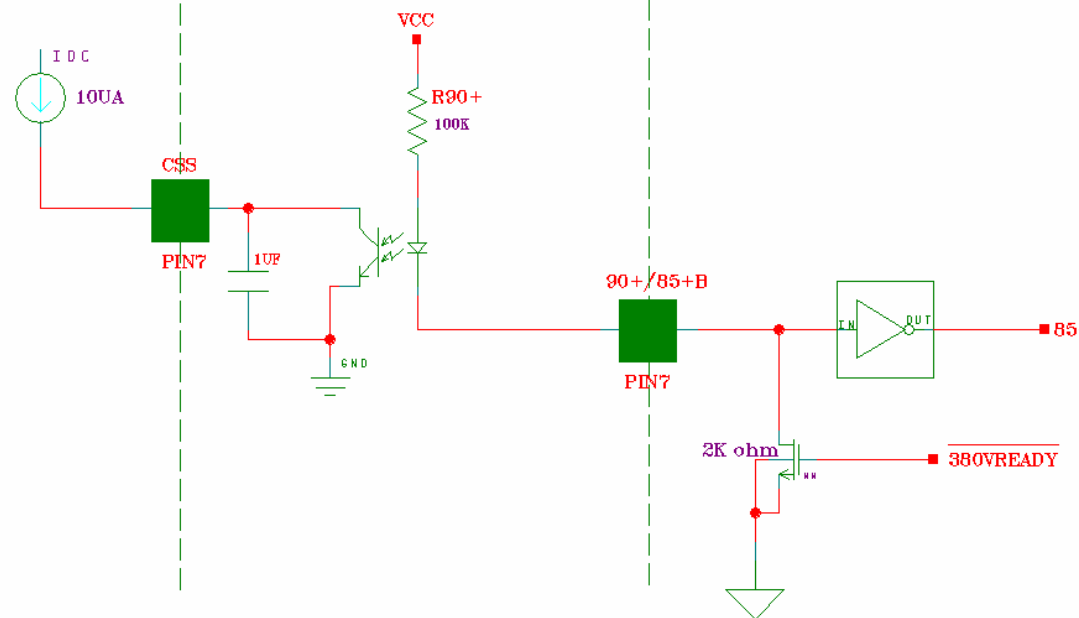 VCC
IDC
10UA
R90+
100K
CSS
PIN7
1UF
GND
90+/85+B
PIN7
IN
OUT
85
2K ohm
380VREADY